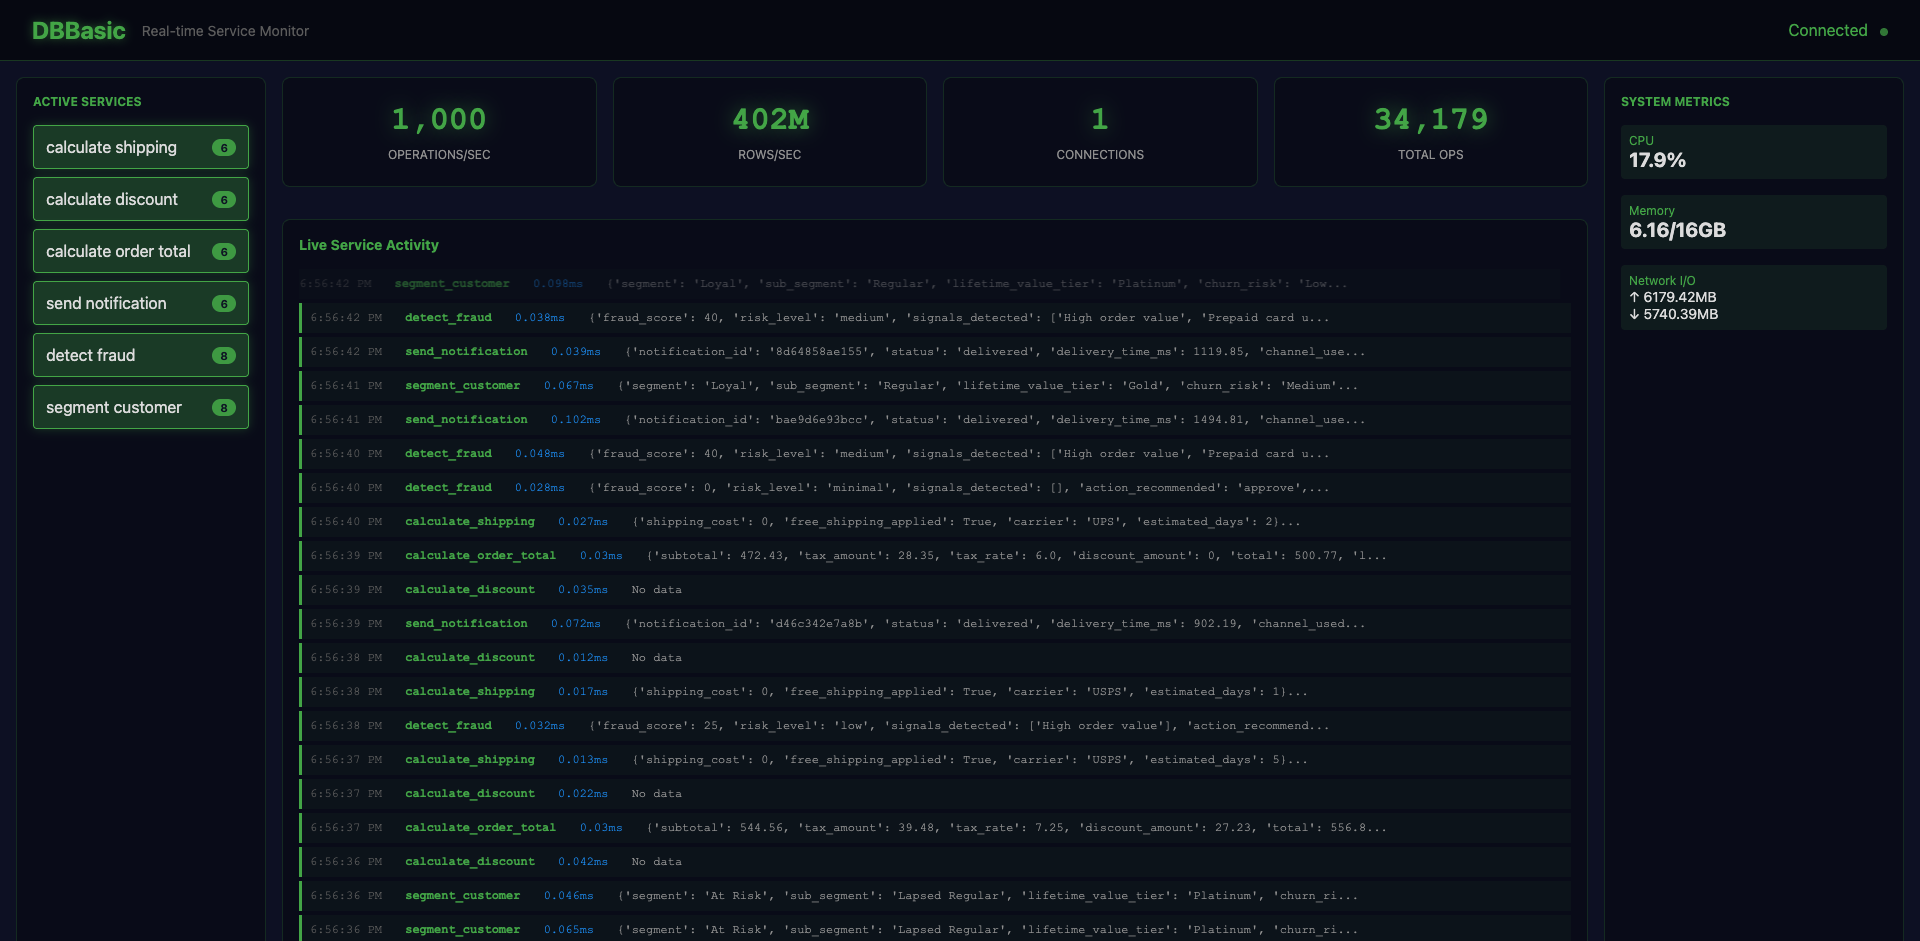 DBBasic Real-time Service Monitor Connected
ACTIVE SERVICES
calculate shipping 6
calculate discount 6
calculate order total 6
send notification 6
detect fraud 8
segment customer 8
1,000
OPERATIONS/SEC
402M
ROWS/SEC
1
CONNECTIONS
34,179
TOTAL OPS
Live Service Activity
6:56:42 PM segment_customer 0.098ms {'segment': 'Loyal', 'sub_segment': 'Regular', 'lifetime_value_tier': 'Platinum', 'churn_risk': 'Low...
6:56:42 PM detect_fraud 0.038ms {'fraud_score': 40, 'risk_level': 'medium', 'signals_detected': ['High order value', 'Prepaid card u...
6:56:42 PM send_notification 0.039ms {'notification_id': '8d64858ae155', 'status': 'delivered', 'delivery_time_ms': 1119.85, 'channel_use...
6:56:41 PM segment_customer 0.067ms {'segment': 'Loyal', 'sub_segment': 'Regular', 'lifetime_value_tier': 'Gold', 'churn_risk': 'Medium'...
6:56:41 PM send_notification 0.102ms {'notification_id': 'bae9d6e93bcc', 'status': 'delivered', 'delivery_time_ms': 1494.81, 'channel_use...
6:56:40 PM detect_fraud 0.048ms {'fraud_score': 40, 'risk_level': 'medium', 'signals_detected': ['High order value', 'Prepaid card u...
6:56:40 PM detect_fraud 0.028ms {'fraud_score': 0, 'risk_level': 'minimal', 'signals_detected': [], 'action_recommended': 'approve',...
6:56:40 PM calculate_shipping 0.027ms {'shipping_cost': 0, 'free_shipping_applied': True, 'carrier': 'UPS', 'estimated_days': 2}...
6:56:39 PM calculate_order_total 0.03ms {'subtotal': 472.43, 'tax_amount': 28.35, 'tax_rate': 6.0, 'discount_amount': 0, 'total': 500.77, 'l...
6:56:39 PM calculate_discount 0.035ms No data
6:56:39 PM send_notification 0.072ms {'notification_id': 'd46c342e7a8b', 'status': 'delivered', 'delivery_time_ms': 902.19, 'channel_used...
6:56:38 PM calculate_discount 0.012ms No data
6:56:38 PM calculate_shipping 0.017ms {'shipping_cost': 0, 'free_shipping_applied': True, 'carrier': 'USPS', 'estimated_days': 1}...
6:56:38 PM detect_fraud 0.032ms {'fraud_score': 25, 'risk_level': 'low', 'signals_detected': ['High order value'], 'action_recommend...
6:56:37 PM calculate_shipping 0.013ms {'shipping_cost': 0, 'free_shipping_applied': True, 'carrier': 'USPS', 'estimated_days': 5}...
6:56:37 PM calculate_discount 0.022ms No data
6:56:37 PM calculate_order_total 0.03ms {'subtotal': 544.56, 'tax_amount': 39.48, 'tax_rate': 7.25, 'discount_amount': 27.23, 'total': 556.8...
6:56:36 PM calculate_discount 0.042ms No data
6:56:36 PM segment_customer 0.046ms {'segment': 'At Risk', 'sub_segment': 'Lapsed Regular', 'lifetime_value_tier': 'Platinum', 'churn_ri...
6:56:36 PM segment_customer 0.065ms {'segment': 'At Risk', 'sub_segment': 'Lapsed Regular', 'lifetime_value_tier': 'Platinum', 'churn_ri...
SYSTEM METRICS
CPU
17.9%
Memory
6.16/16GB
Network I/O
↑ 6179.42MB
↓ 5740.39MB